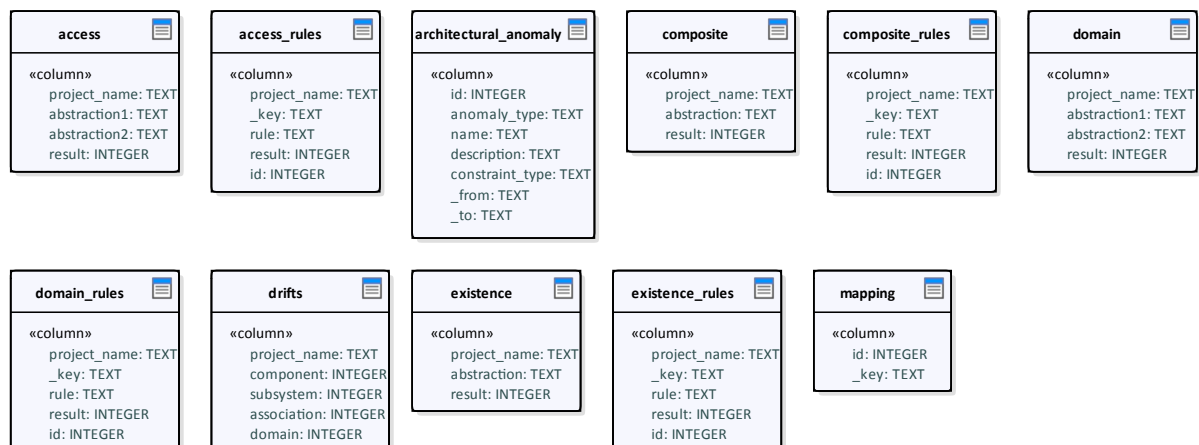 access
«column»
project_name: TEXT
abstraction1: TEXT
abstraction2: TEXT
result: INTEGER
access_rules
«column»
project_name: TEXT
_key: TEXT
rule: TEXT
result: INTEGER
id: INTEGER
architectural_anomaly
«column»
id: INTEGER
anomaly_type: TEXT
name: TEXT
description: TEXT
constraint_type: TEXT
_from: TEXT
_to: TEXT
composite
«column»
project_name: TEXT
abstraction: TEXT
result: INTEGER
composite_rules
«column»
project_name: TEXT
_key: TEXT
rule: TEXT
result: INTEGER
id: INTEGER
domain
«column»
project_name: TEXT
abstraction1: TEXT
abstraction2: TEXT
result: INTEGER
domain_rules
«column»
project_name: TEXT
_key: TEXT
rule: TEXT
result: INTEGER
id: INTEGER
drifts
«column»
project_name: TEXT
component: INTEGER
subsystem: INTEGER
association: INTEGER
domain: INTEGER
existence
«column»
project_name: TEXT
abstraction: TEXT
result: INTEGER
existence_rules
«column»
project_name: TEXT
_key: TEXT
rule: TEXT
result: INTEGER
id: INTEGER
mapping
«column»
id: INTEGER
_key: TEXT